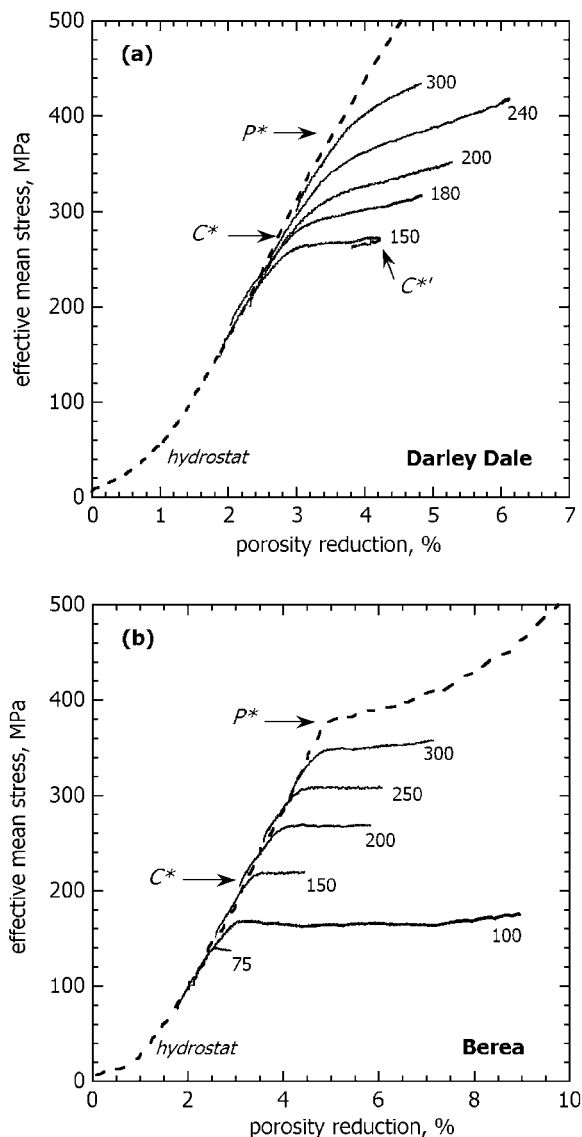 500
(a)
300
400
240
P*
200
300
180
C*
150
C*'
200
100
hydrostat
Darley Dale
0
0 1 2 3 4 5 6 7
porosity reduction, %
effective mean stress, MPa
500
(b)
400
P*
300
300
250
200
200
C*
150
100
100
75
hydrostat
Berea
0
0 2 4 6 8 10
porosity reduction, %
effective mean stress, MPa